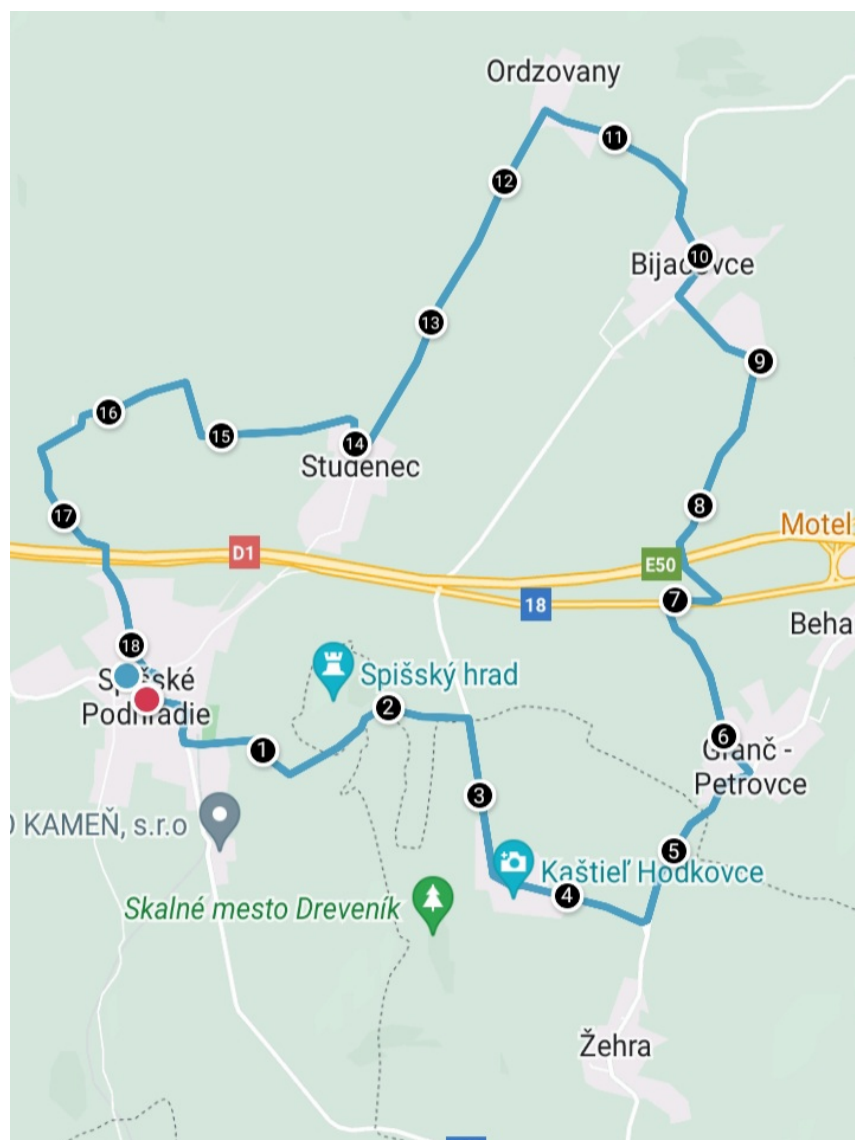 Ordzovany
11
12
10
Bijacovce
13
9
16
15
14
Studenec
8
17
Motel
D1
E50
18
7
Beha
18
Spišský hrad
Spišské
Podhradie
2
6
1
Granč -
Petrovce
3
O KAMEŇ, s.r.o
5
Kaštieľ Hodkovce
4
Skalné mesto Dreveník
Žehra